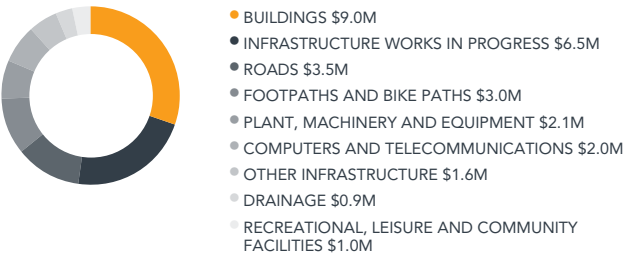 BUILDINGS $9.0M
INFRASTRUCTURE WORKS IN PROGRESS $6.5M
ROADS $3.5M
FOOTPATHS AND BIKE PATHS $3.0M
PLANT, MACHINERY AND EQUIPMENT $2.1M
COMPUTERS AND TELECOMMUNICATIONS $2.0M
OTHER INFRASTRUCTURE $1.6M
DRAINAGE $0.9M
RECREATIONAL, LEISURE AND COMMUNITY
FACILITIES $1.0M